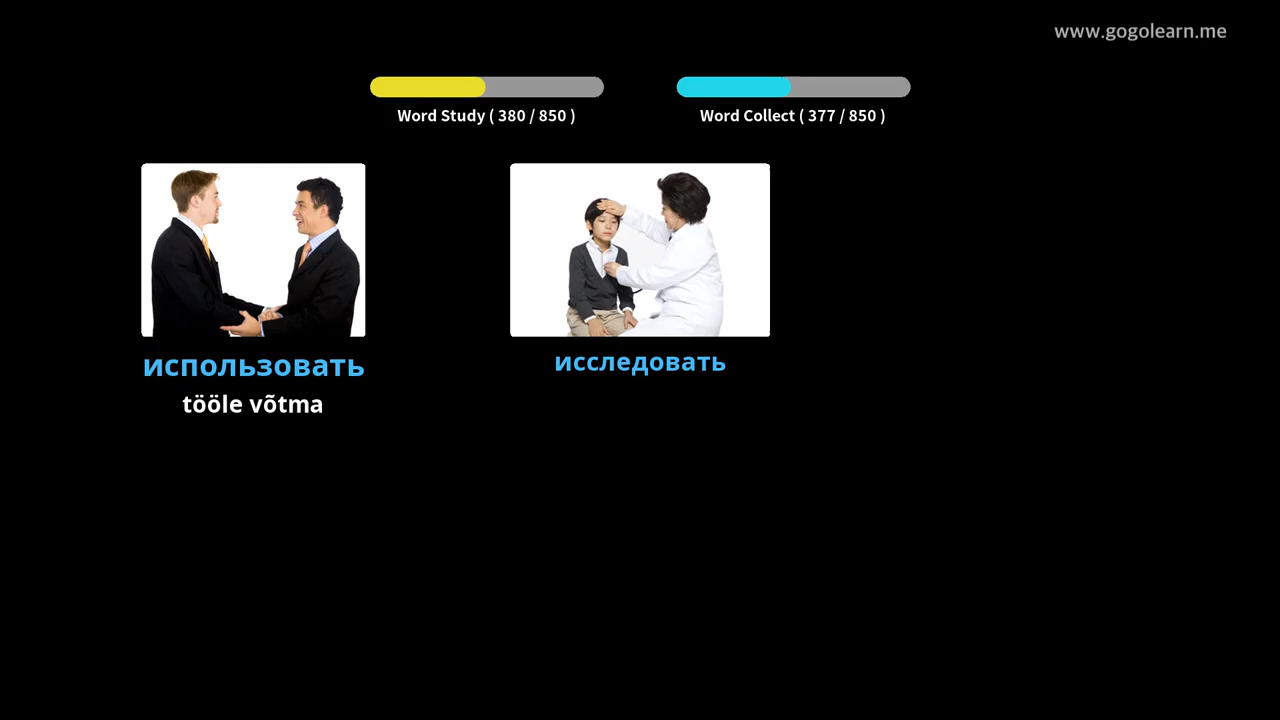 www.gogolearn.me
Word Study ( 380 / 850 )
Word Collect ( 377 / 850 )
использовать
tööle võtma
исследовать